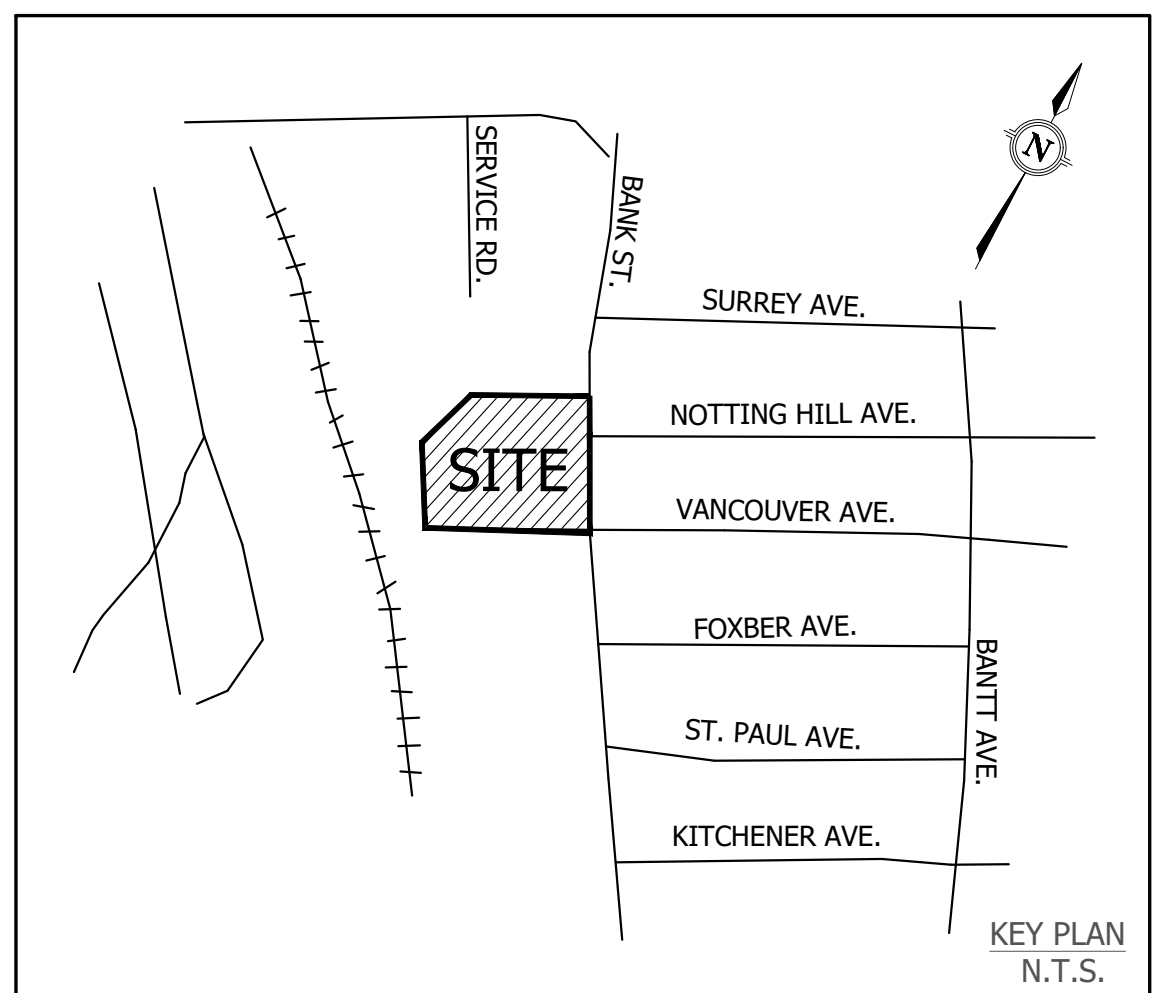 SERVICE RD.
BANK ST.
N
SURREY AVE.
NOTTING HILL AVE.
SITE
VANCOUVER AVE.
FOXBER AVE.
BANTT AVE.
ST. PAUL AVE.
KITCHENER AVE.
KEY PLAN
N.T.S.